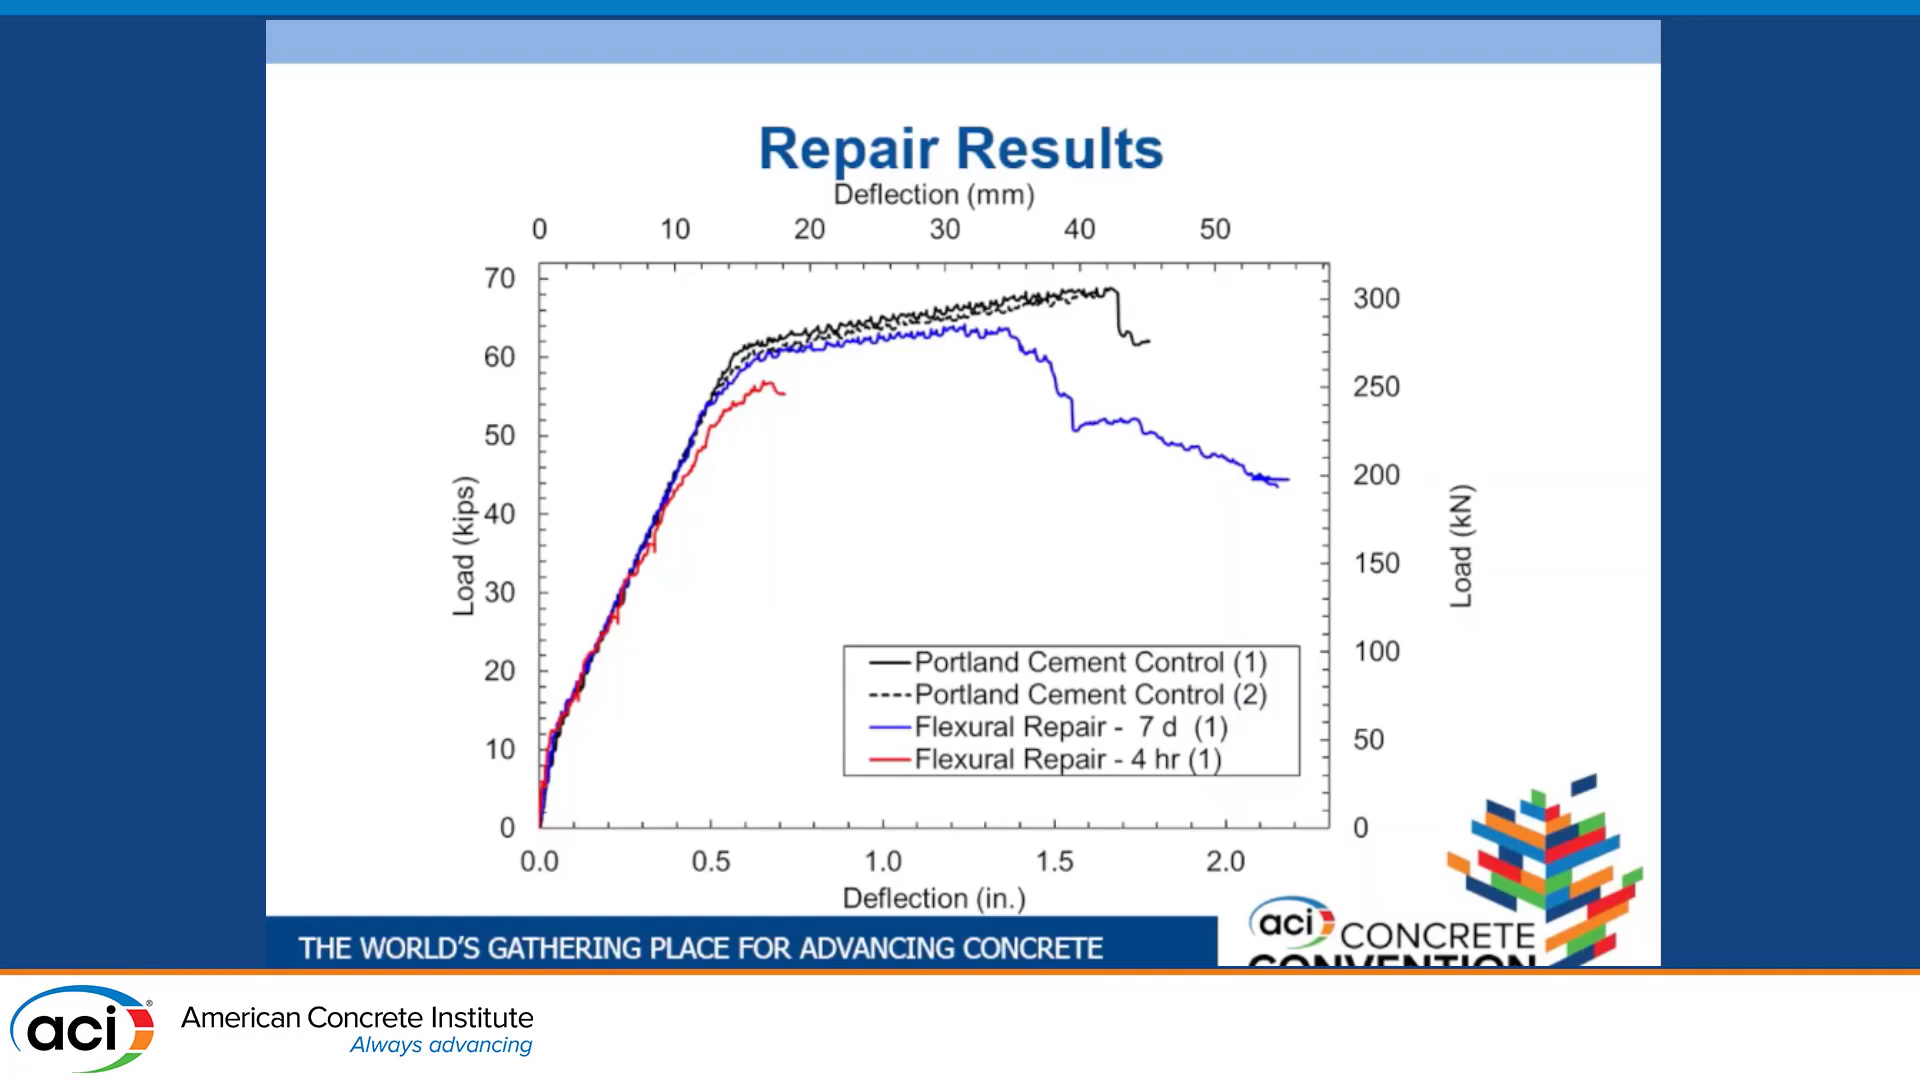 Repair Results
Deflection (mm)
0 10 20 30 40 50
70 60 50 40 30 20 10 0
Load (kips)
300 250 200 150 100 50 0
Load (kN)
Portland Cement Control (1)
Portland Cement Control (2)
Flexural Repair - 7 d (1)
Flexural Repair - 4 hr (1)
0.0 0.5 1.0 1.5 2.0
Deflection (in.)
THE WORLD'S GATHERING PLACE FOR ADVANCING CONCRETE
aci CONCRETE
CONVENTION
aci® American Concrete Institute
Always advancing